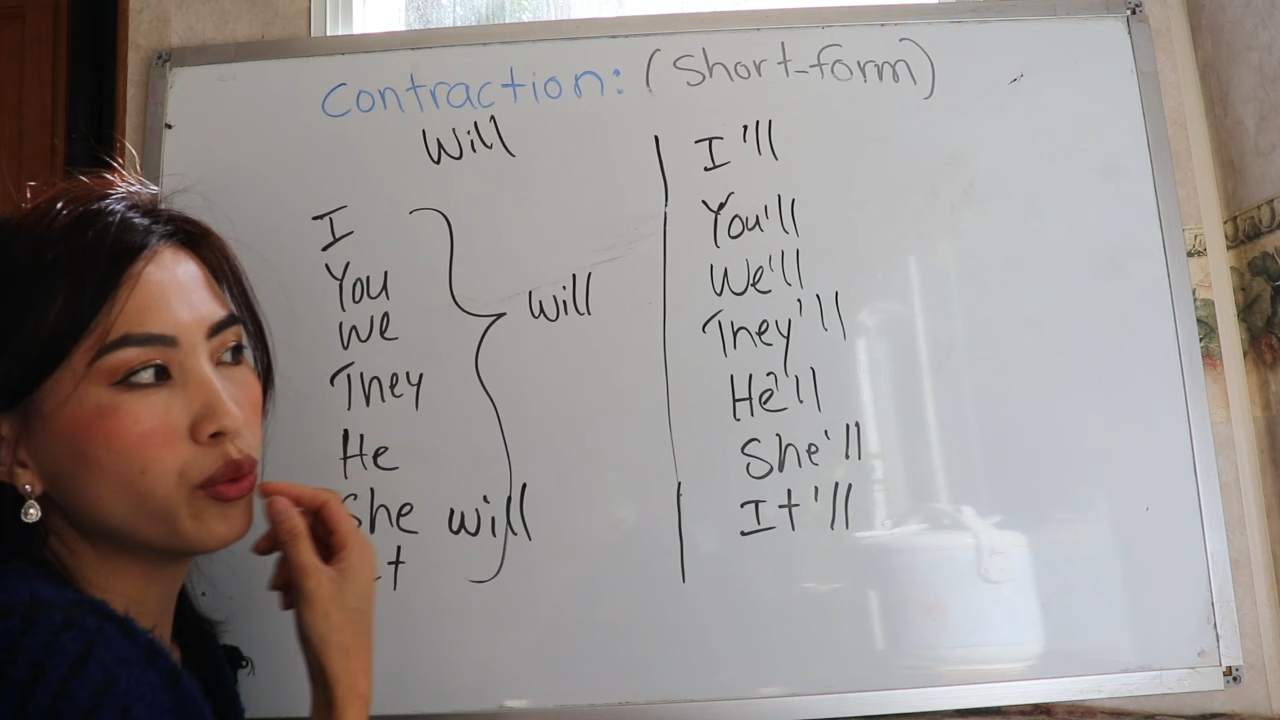 Contraction: (Short-form)
Will
I
You
We
They
He
She will
will
I'll
You'll
We'll
They'll
He'll
She'll
It'll